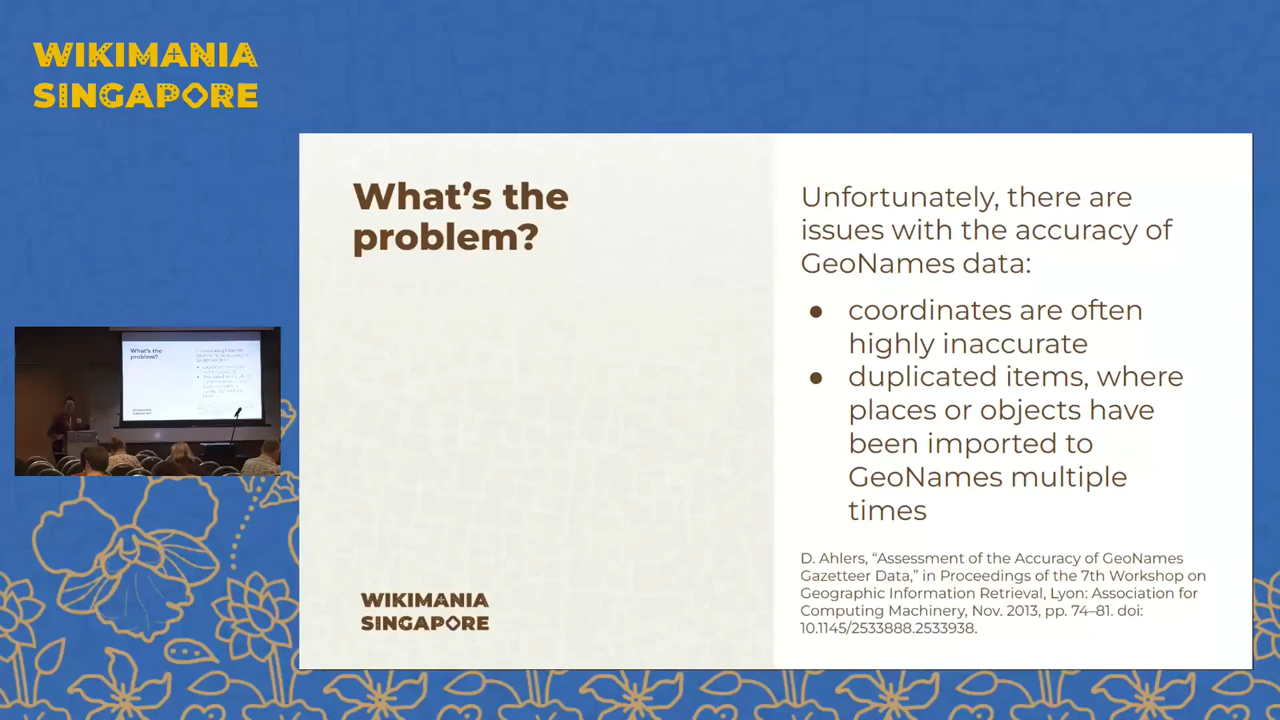 WIKIMANIA
SINGAPORE
What's the
problem?
Unfortunately, there are
issues with the accuracy of
GeoNames data:
● coordinates are often
highly inaccurate
● duplicated items, where
places or objects have
been imported to
GeoNames multiple
times
D. Ahlers, “Assessment of the Accuracy of GeoNames
Gazetteer Data,” in Proceedings of the 7th Workshop on
Geographic Information Retrieval, Lyon: Association for
Computing Machinery, Nov. 2013, pp. 74–81. doi:
10.1145/2533888.2533938.
WIKIMANIA
SINGAPORE
What's the
problem?